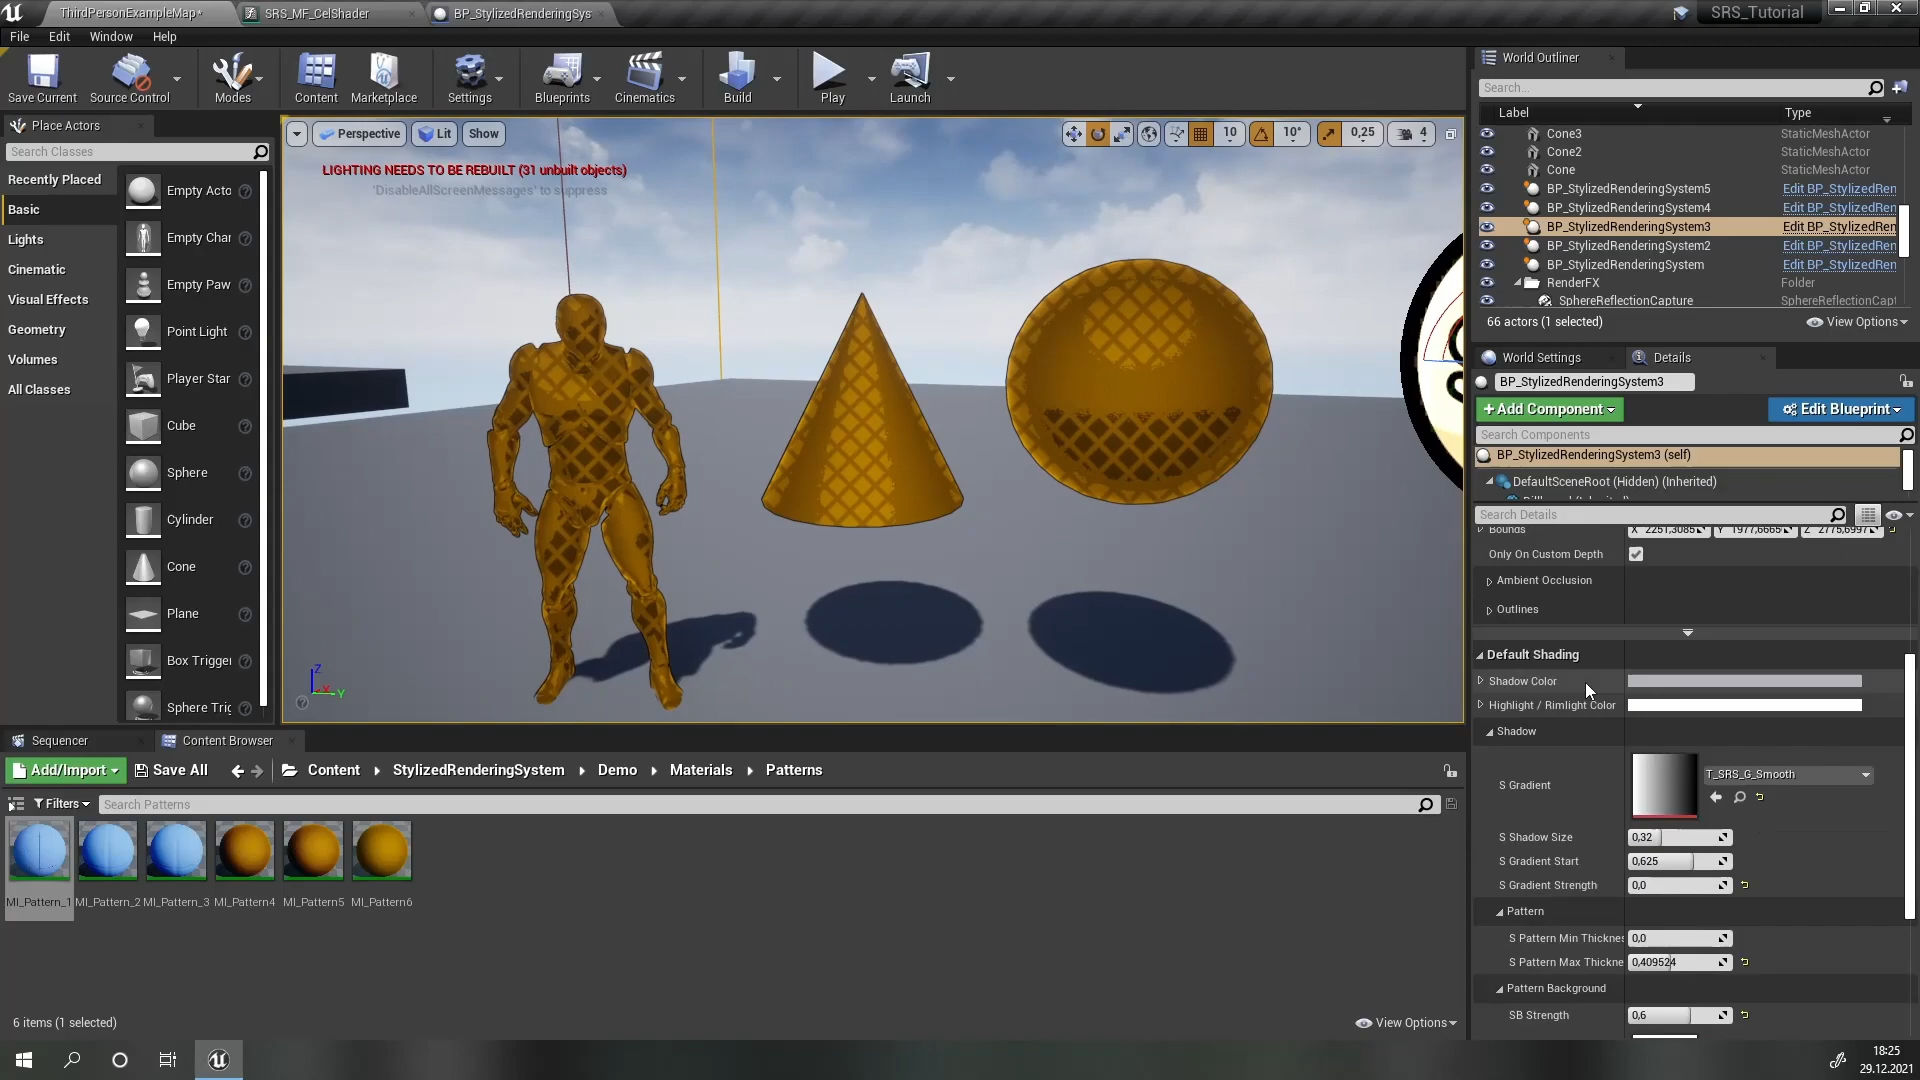 ThirdPersonExampleMap*
SRS_MF_CelShader
BP_StylizedRenderingSys
SRS_Tutorial
File Edit Window Help
Save Current
Source Control
Modes
Content
Marketplace
Settings
Blueprints
Cinematics
Build
Play
Launch
Place Actors
Search Classes
Recently Placed
Basic
Lights
Cinematic
Visual Effects
Geometry
Volumes
All Classes
Empty Acto
Empty Char
Empty Paw
Point Light
Player Star
Cube
Sphere
Cylinder
Cone
Plane
Box Trigger
Sphere Trig
Perspective
Lit
Show
10
10°
0,25
4
LIGHTING NEEDS TO BE REBUILT (31 unbuilt objects)
'DisableAllScreenMessages' to suppress
Z
X
Y
World Outliner
Search...
Label Type
Cone3 StaticMeshActor
Cone2 StaticMeshActor
Cone StaticMeshActor
BP_StylizedRenderingSystem5 Edit BP_StylizedRen
BP_StylizedRenderingSystem4 Edit BP_StylizedRen
BP_StylizedRenderingSystem3 Edit BP_StylizedRen
BP_StylizedRenderingSystem2 Edit BP_StylizedRen
BP_StylizedRenderingSystem Edit BP_StylizedRen
RenderFX Folder
SphereReflectionCapture SphereReflectionCapt
66 actors (1 selected)
View Options
World Settings
Details
BP_StylizedRenderingSystem3
+Add Component
Edit Blueprint
Search Components
BP_StylizedRenderingSystem3 (self)
DefaultSceneRoot (Hidden) (Inherited)
Search Details
Bounds X 2251,3085 Y 1977,6665 Z 2775,6997
Only On Custom Depth
Ambient Occlusion
Outlines
Default Shading
Shadow Color
Highlight / Rimlight Color
Shadow
S Gradient T_SRS_G_Smooth
S Shadow Size 0,32
S Gradient Start 0,625
S Gradient Strength 0,0
Pattern
S Pattern Min Thicknes 0,0
S Pattern Max Thickne 0,409524
Pattern Background
SB Strength 0,6
Sequencer
Content Browser
Add/Import
Save All
Content StylizedRenderingSystem Demo Materials Patterns
Filters
Search Patterns
MI_Pattern_1 MI_Pattern_2 MI_Pattern_3 MI_Pattern4 MI_Pattern5 MI_Pattern6
6 items (1 selected)
View Options
18:25
29.12.2021